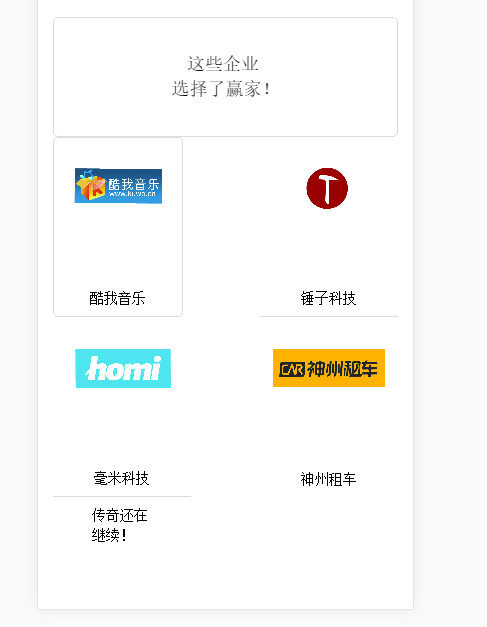 这些企业
选择了赢家！
酷我音乐
www.kuwo.cn
酷我音乐
T
锤子科技
homi
毫米科技
CAR 神州租车
神州租车
传奇还在
继续！